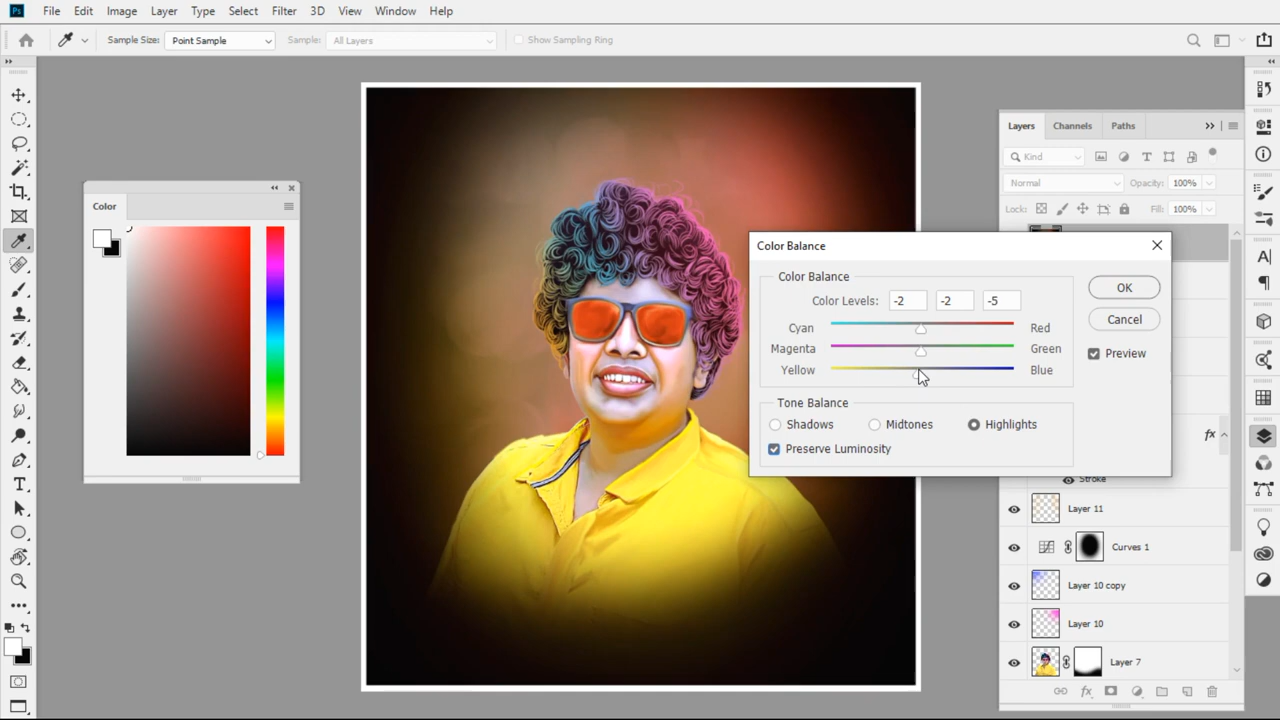 Ps File Edit Image Layer Type Select Filter 3D View Window Help
Sample Size: Point Sample Sample: All Layers Show Sampling Ring
Color
Layers Channels Paths
Kind
Normal Opacity: 100%
Lock: Fill: 100%
Color Balance
Color Balance
Color Levels: -2 -2 -5
Cyan Red
Magenta Green
Yellow Blue
Tone Balance
Shadows Midtones Highlights
Preserve Luminosity
OK
Cancel
Preview
fx
Stroke
Layer 11
Curves 1
Layer 10 copy
Layer 10
Layer 7
fx